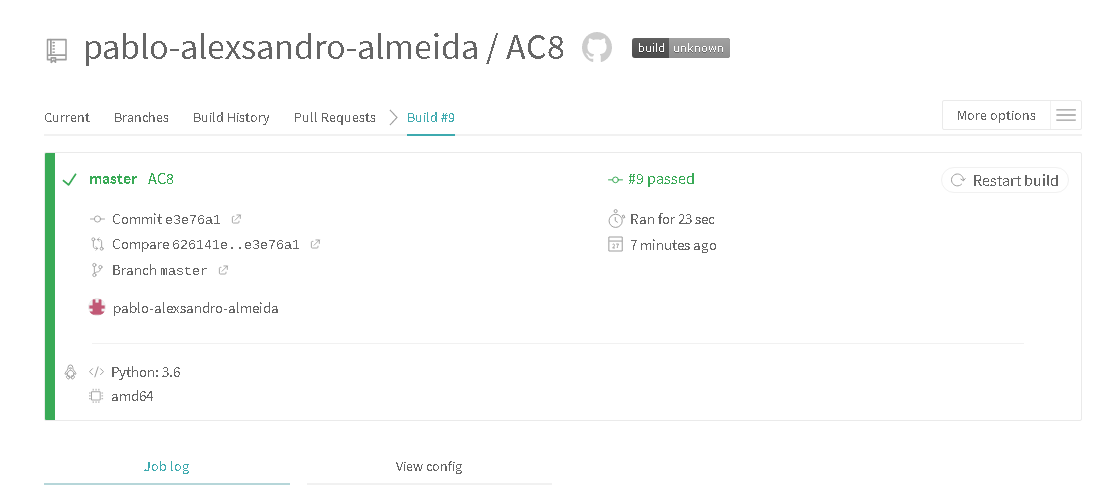 pablo-alexsandro-almeida / AC8 build unknown
Current Branches Build History Pull Requests Build #9 More options
master AC8 #9 passed Restart build
Commit e3e76a1 Ran for 23 sec
Compare 626141e..e3e76a1 7 minutes ago
Branch master
pablo-alexsandro-almeida
Python: 3.6
amd64
Job log View config